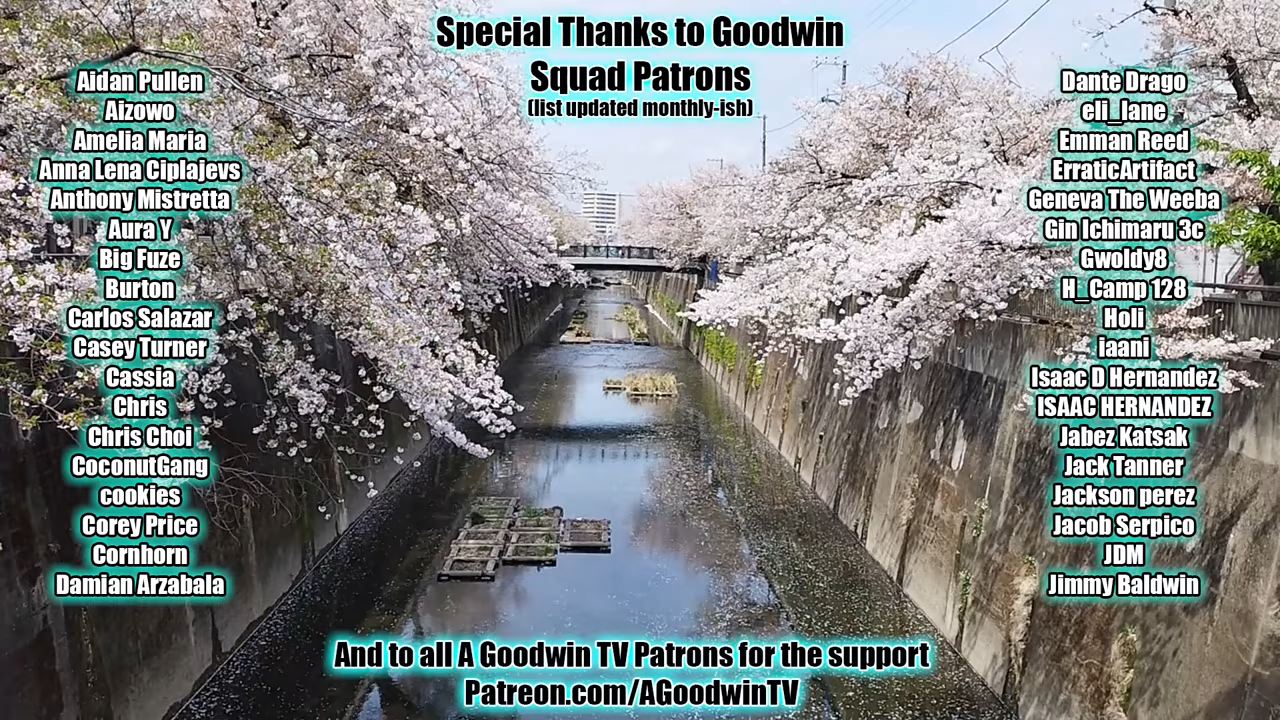 Special Thanks to Goodwin
Squad Patrons
(list updated monthly-ish)
Aidan Pullen
Aizowo
Amelia Maria
Anna Lena Ciplajevs
Anthony Mistretta
Aura Y
Big Fuze
Burton
Carlos Salazar
Casey Turner
Cassia
Chris
Chris Choi
CoconutGang
cookies
Corey Price
Cornhorn
Damian Arzabala
Dante Drago
eli_lane
Emman Reed
ErraticArtifact
Geneva The Weeba
Gin Ichimaru 3c
Gwoldy8
H_Camp 128
Holi
iaani
Isaac D Hernandez
ISAAC HERNANDEZ
Jabez Katsak
Jack Tanner
Jackson perez
Jacob Serpico
JDM
Jimmy Baldwin
And to all A Goodwin TV Patrons for the support
Patreon.com/AGoodwinTV